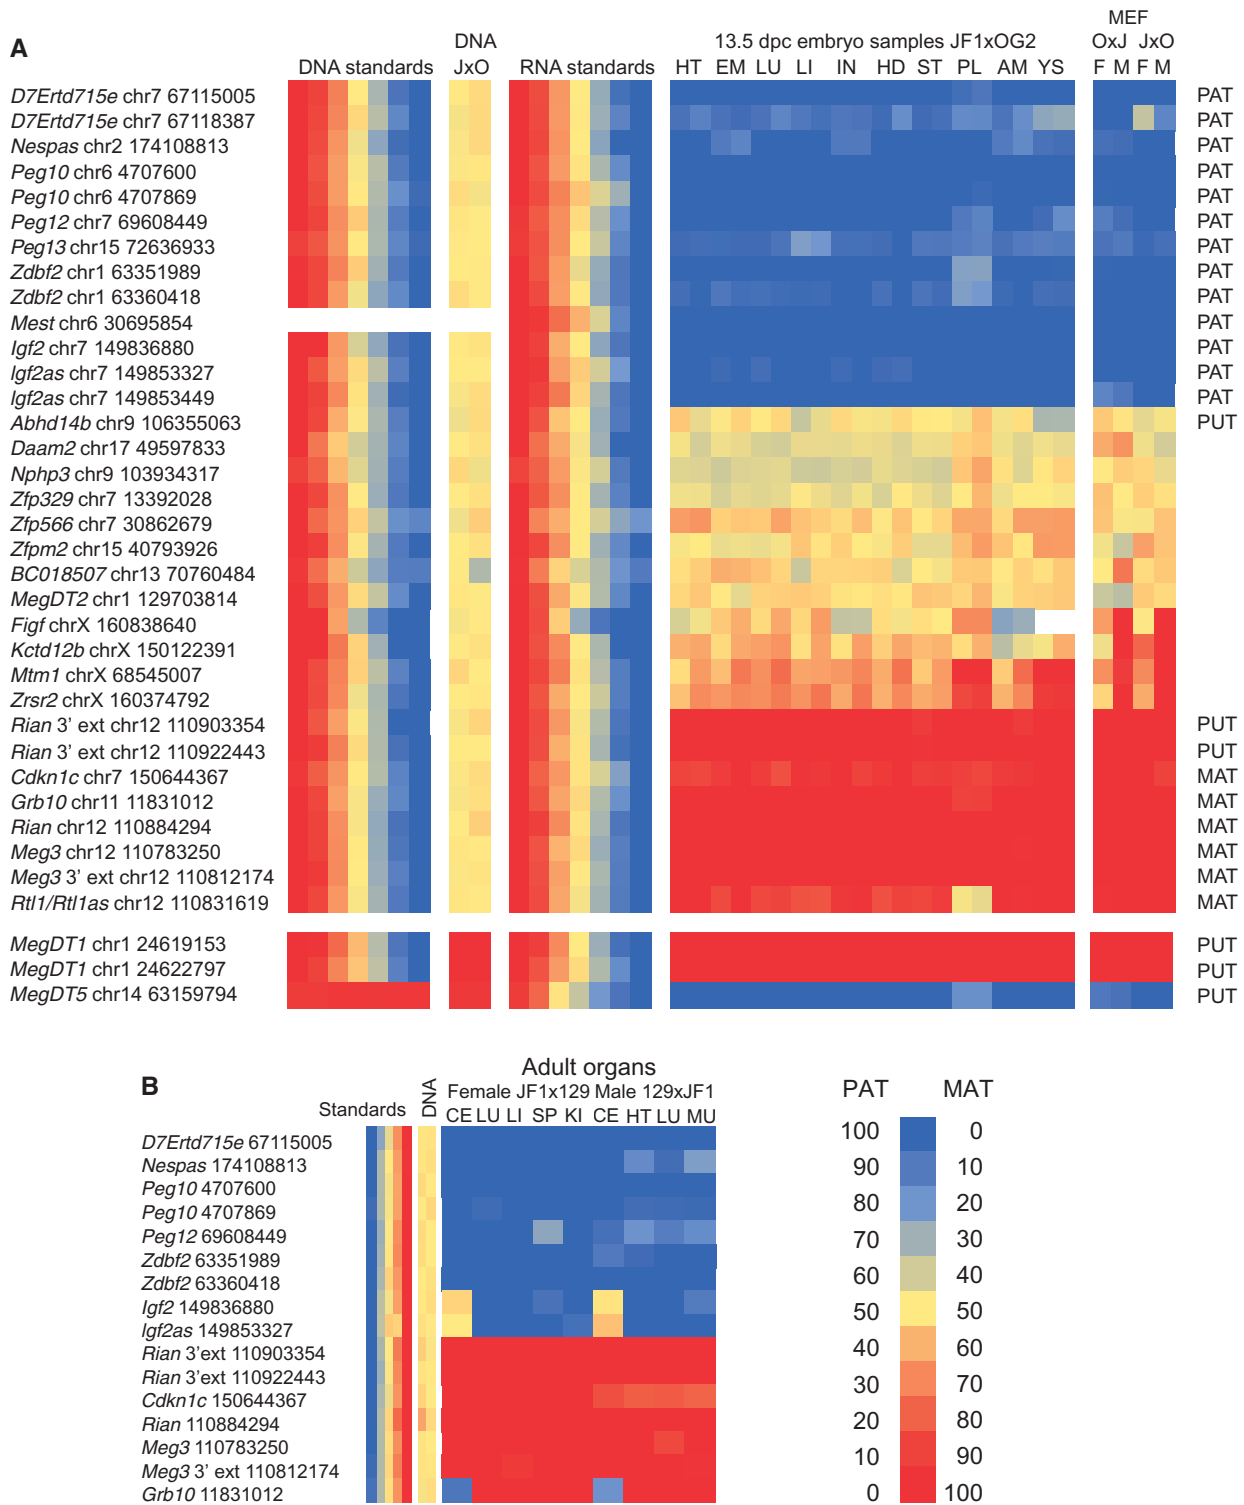 A
DNA standards
DNA
JxO
RNA standards
13.5 dpc embryo samples JF1xOG2
HT EM LU LI IN HD ST PL AM YS
MEF
OxJ JxO
F M F M
D7Ertd715e chr7 67115005 PAT
D7Ertd715e chr7 67118387 PAT
Nespas chr2 174108813 PAT
Peg10 chr6 4707600 PAT
Peg10 chr6 4707869 PAT
Peg12 chr7 69608449 PAT
Peg13 chr15 72636933 PAT
Zdbf2 chr1 63351989 PAT
Zdbf2 chr1 63360418 PAT
Mest chr6 30695854 PAT
Igf2 chr7 149836880 PAT
Igf2as chr7 149853327 PAT
Igf2as chr7 149853449 PAT
Abhd14b chr9 106355063 PUT
Daam2 chr17 49597833
Nphp3 chr9 103934317
Zfp329 chr7 13392028
Zfp566 chr7 30862679
Zfpm2 chr15 40793926
BC018507 chr13 70760484
MegDT2 chr1 129703814
Figf chrX 160838640
Kctd12b chrX 150122391
Mtm1 chrX 68545007
Zrsr2 chrX 160374792
Rian 3' ext chr12 110903354 PUT
Rian 3' ext chr12 110922443 PUT
Cdkn1c chr7 150644367 MAT
Grb10 chr11 11831012 MAT
Rian chr12 110884294 MAT
Meg3 chr12 110783250 MAT
Meg3 3' ext chr12 110812174 MAT
Rtl1/Rtl1as chr12 110831619 MAT
MegDT1 chr1 24619153 PUT
MegDT1 chr1 24622797 PUT
MegDT5 chr14 63159794 PUT
B
Standards
DNA
Adult organs
Female JF1x129 Male 129xJF1
CE LU LI SP KI CE HT LU MU
D7Ertd715e 67115005
Nespas 174108813
Peg10 4707600
Peg10 4707869
Peg12 69608449
Zdbf2 63351989
Zdbf2 63360418
Igf2 149836880
Igf2as 149853327
Rian 3'ext 110903354
Rian 3'ext 110922443
Cdkn1c 150644367
Rian 110884294
Meg3 110783250
Meg3 3' ext 110812174
Grb10 11831012
PAT MAT
100 0
90 10
80 20
70 30
60 40
50 50
40 60
30 70
20 80
10 90
0 100